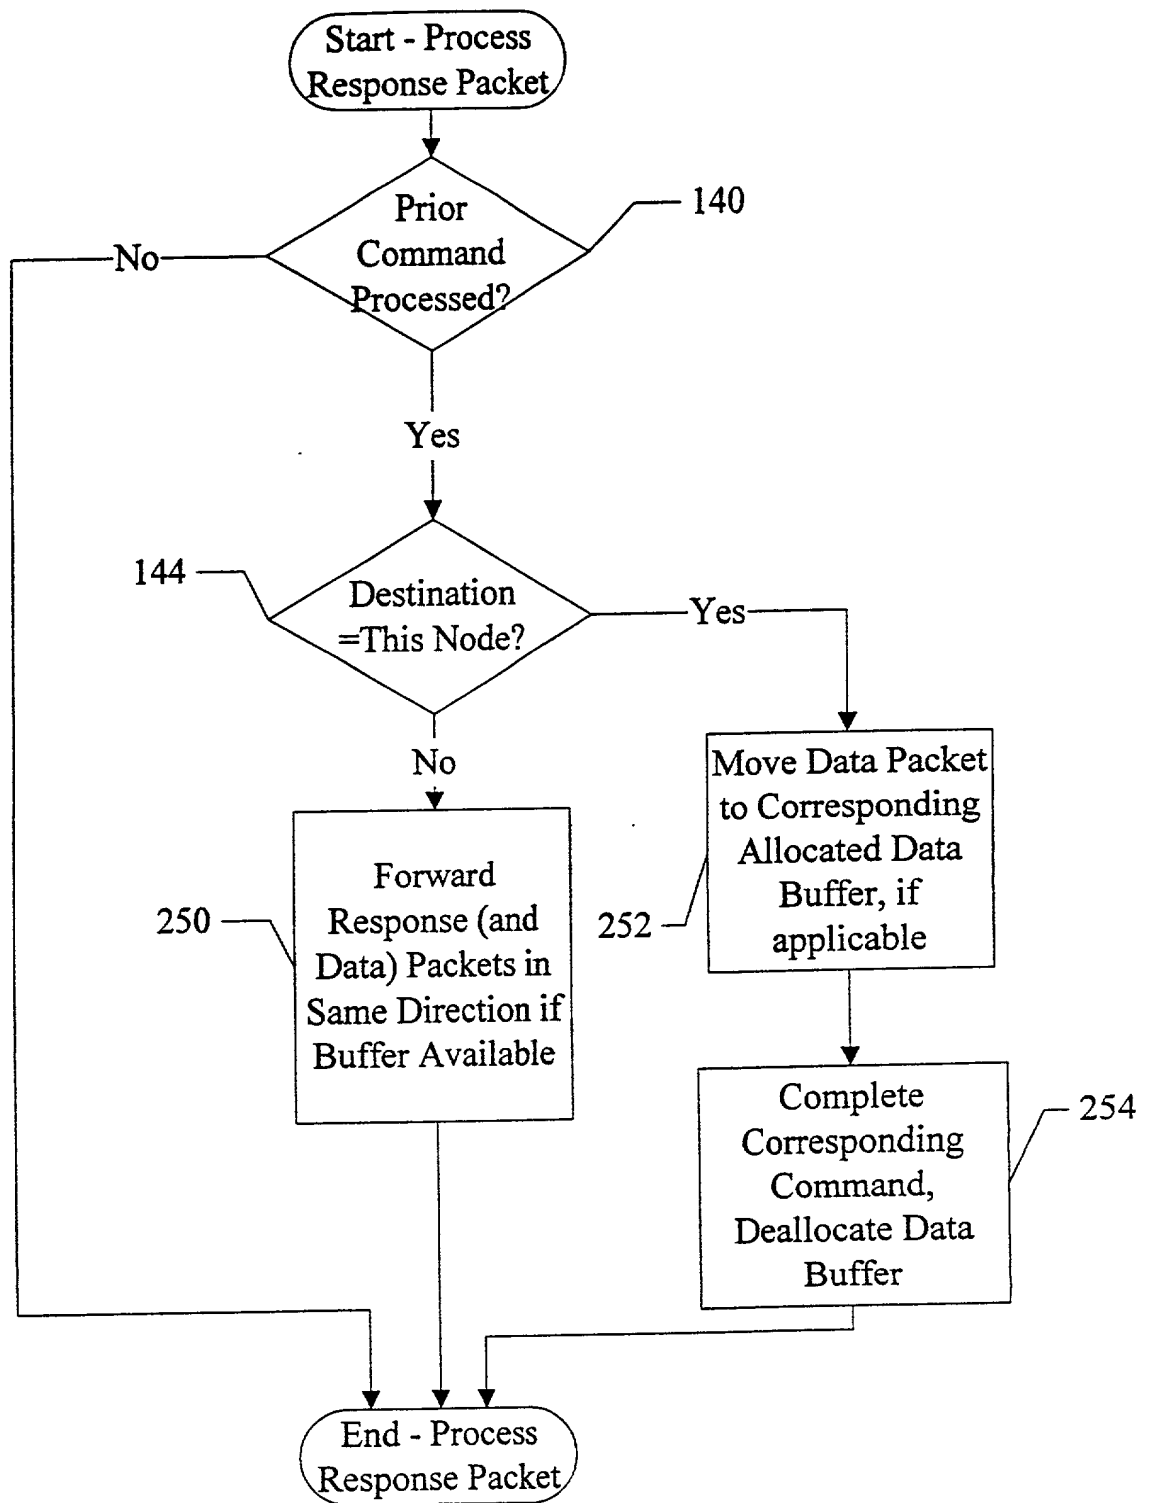 Start - Process
Response Packet
Prior
Command
Processed?
140
No
Yes
144
Destination
=This Node?
Yes
No
Move Data Packet
to Corresponding
Allocated Data
Buffer, if
applicable
252
Forward
Response (and
Data) Packets in
Same Direction if
Buffer Available
250
Complete
Corresponding
Command,
Deallocate Data
Buffer
254
End - Process
Response Packet